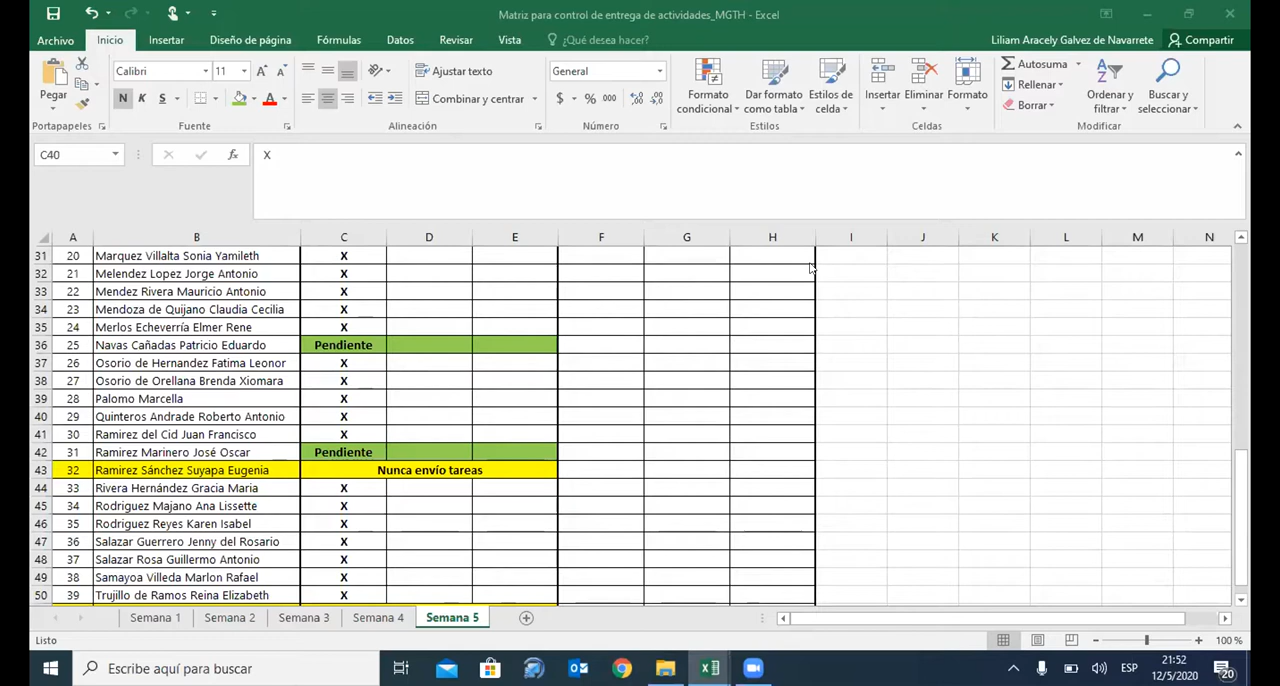 Matriz para control de entrega de actividades_MGTH - Excel
Archivo Inicio Insertar Diseño de página Fórmulas Datos Revisar Vista ¿Qué desea hacer? Liliam Aracely Galvez de Navarrete Compartir
Pegar
Portapapeles
Calibri 11
N K S A
Fuente
Ajustar texto
Combinar y centrar
Alineación
General
$ % 000
Número
Formato condicional
Dar formato como tabla
Estilos de celda
Estilos
Insertar Eliminar Formato
Celdas
Autosuma
Rellenar
Borrar
Ordenar y filtrar
Buscar y seleccionar
Modificar
C40 fx X
A B C D E F G H I J K L M N
31 20 Marquez Villalta Sonia Yamileth X
32 21 Melendez Lopez Jorge Antonio X
33 22 Mendez Rivera Mauricio Antonio X
34 23 Mendoza de Quijano Claudia Cecilia X
35 24 Merlos Echeverría Elmer Rene X
36 25 Navas Cañadas Patricio Eduardo Pendiente
37 26 Osorio de Hernandez Fatima Leonor X
38 27 Osorio de Orellana Brenda Xiomara X
39 28 Palomo Marcella X
40 29 Quinteros Andrade Roberto Antonio X
41 30 Ramirez del Cid Juan Francisco X
42 31 Ramirez Marinero José Oscar Pendiente
43 32 Ramirez Sánchez Suyapa Eugenia Nunca envío tareas
44 33 Rivera Hernández Gracia Maria X
45 34 Rodriguez Majano Ana Lissette X
46 35 Rodriguez Reyes Karen Isabel X
47 36 Salazar Guerrero Jenny del Rosario X
48 37 Salazar Rosa Guillermo Antonio X
49 38 Samayoa Villeda Marlon Rafael X
50 39 Trujillo de Ramos Reina Elizabeth X
Semana 1 Semana 2 Semana 3 Semana 4 Semana 5
Listo 100 %
Escribe aquí para buscar ESP 21:52
12/5/2020 20